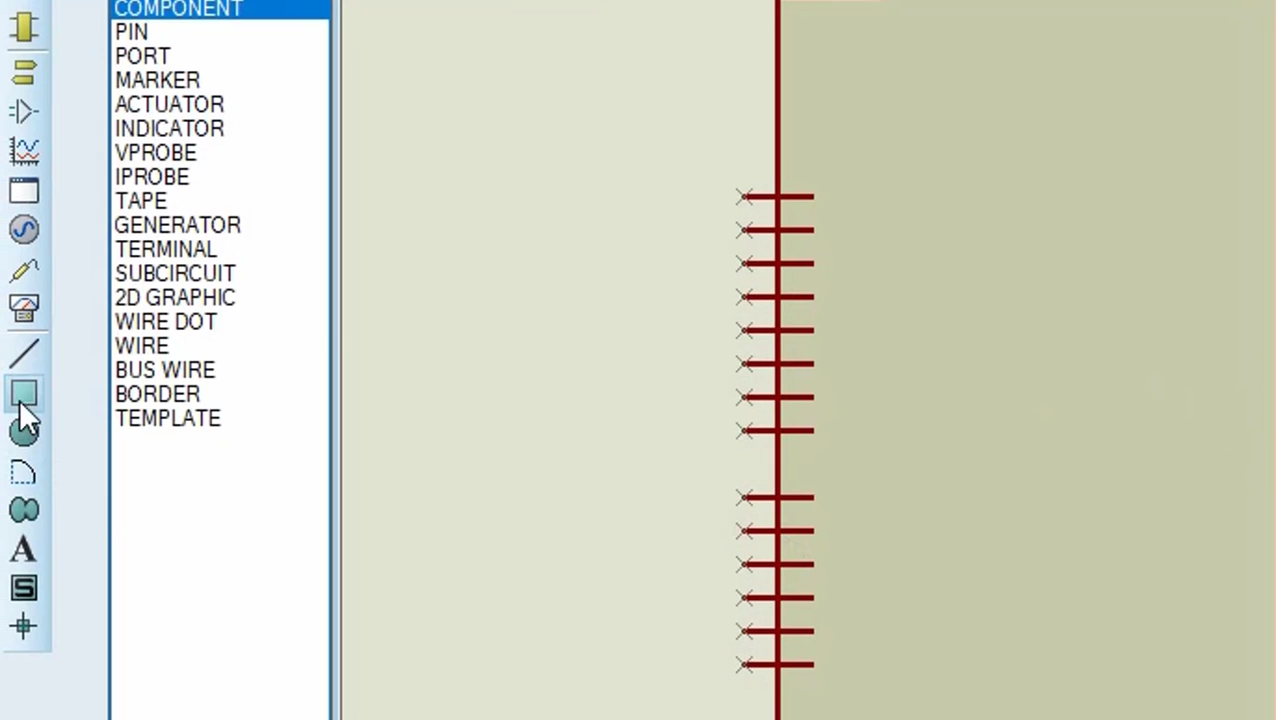 COMPONENT
PIN
PORT
MARKER
ACTUATOR
INDICATOR
VPROBE
IPROBE
TAPE
GENERATOR
TERMINAL
SUBCIRCUIT
2D GRAPHIC
WIRE DOT
WIRE
BUS WIRE
BORDER
TEMPLATE
A
S